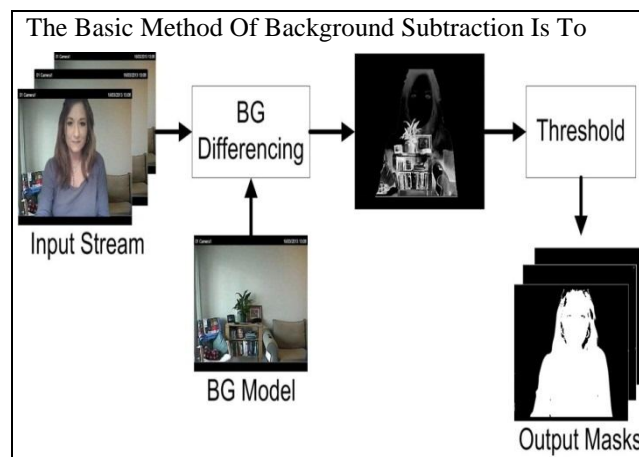 The Basic Method Of Background Subtraction Is To
BG
Differencing
Threshold
Input Stream
BG Model
Output Masks